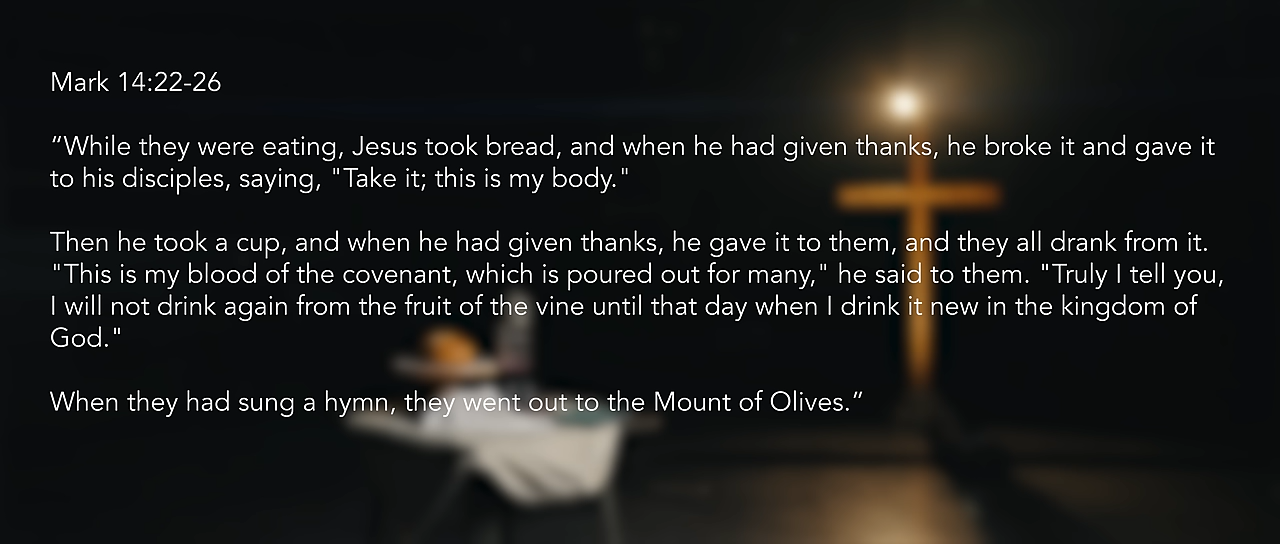 Mark 14:22-26
“While they were eating, Jesus took bread, and when he had given thanks, he broke it and gave it
to his disciples, saying, "Take it; this is my body."
Then he took a cup, and when he had given thanks, he gave it to them, and they all drank from it.
"This is my blood of the covenant, which is poured out for many," he said to them. "Truly I tell you,
I will not drink again from the fruit of the vine until that day when I drink it new in the kingdom of
God."
When they had sung a hymn, they went out to the Mount of Olives.”